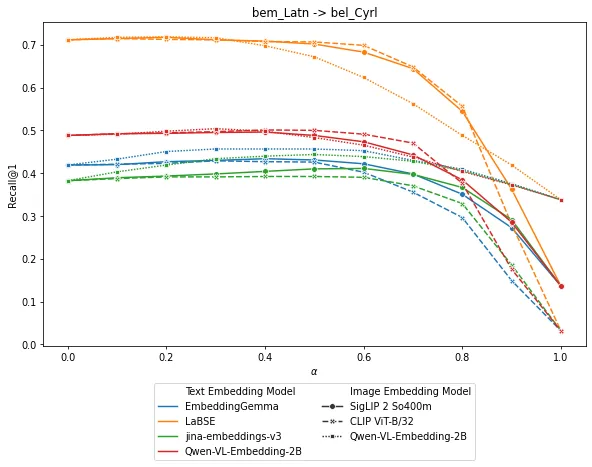 bem_Latn -> bel_Cyrl
Recall@1
0.7
0.6
0.5
0.4
0.3
0.2
0.1
0.0
0.0 0.2 0.4 0.6 0.8 1.0
α
Text Embedding Model Image Embedding Model
EmbeddingGemma SigLIP 2 So400m
LaBSE CLIP ViT-B/32
jina-embeddings-v3 Qwen-VL-Embedding-2B
Qwen-VL-Embedding-2B